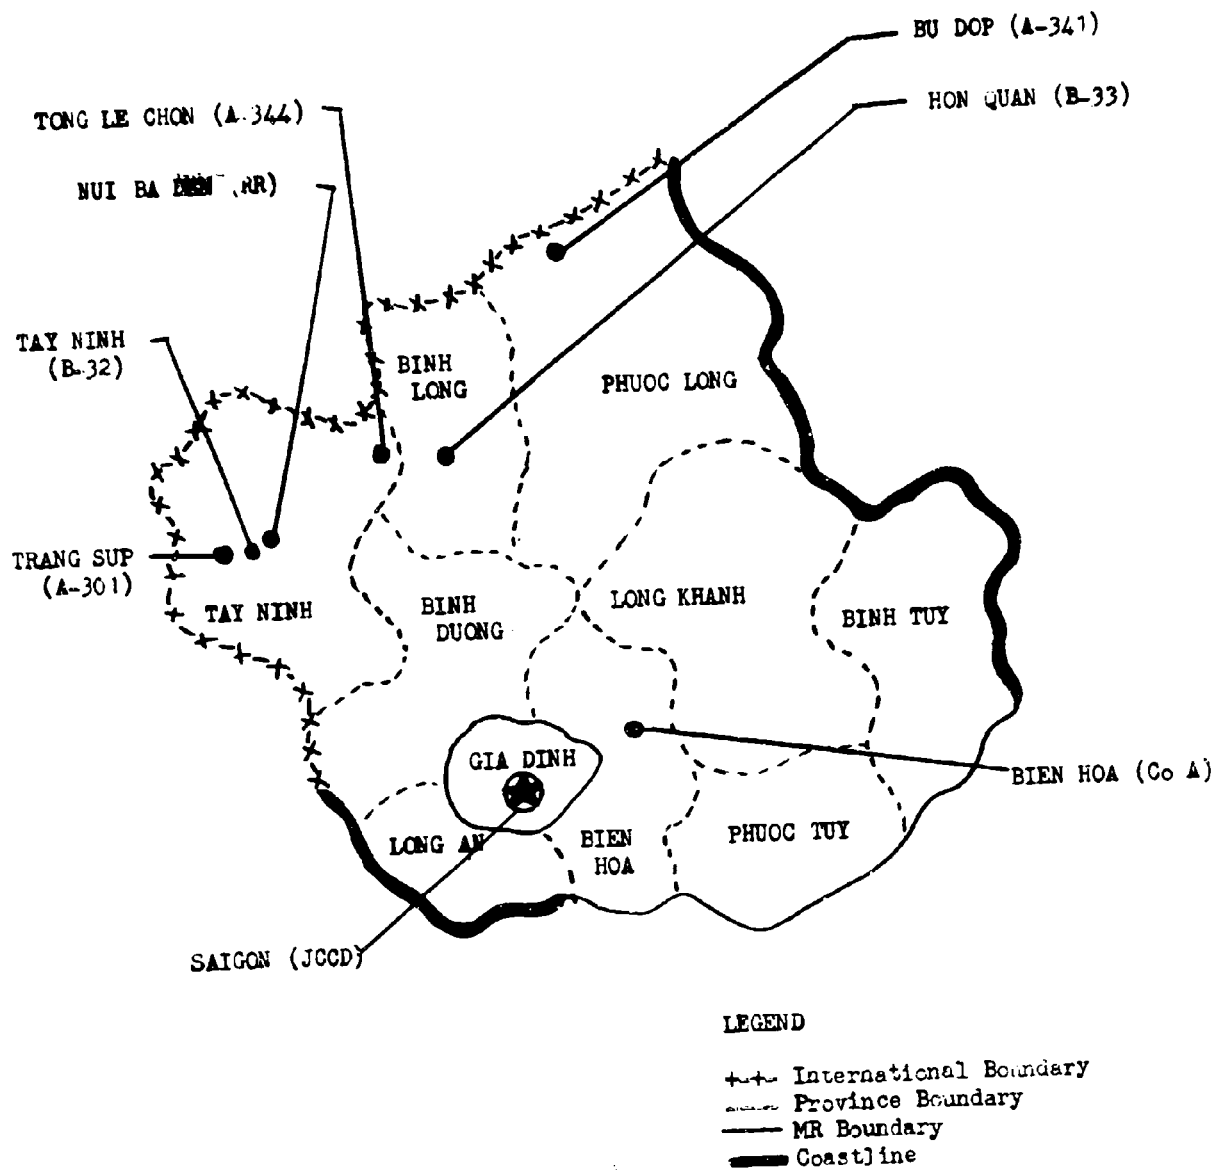 BU DOP (A-341)
HON QUAN (B-33)
TONG LE CHON (A-344)
NUI BA RR)
TAY NINH
(B-32)
BINH
LONG
PHUOC LONG
TRANG SUP
(A-301)
TAY NINH
BINH
DUONG
LONG KHANH
BINH TUY
GIA DINH
BIEN HOA (Co A)
LONG AN
BIEN
HOA
PHUOC TUY
SAIGON (JCCD)
LEGEND
International Boundary
Province Boundary
MR Boundary
Coastline